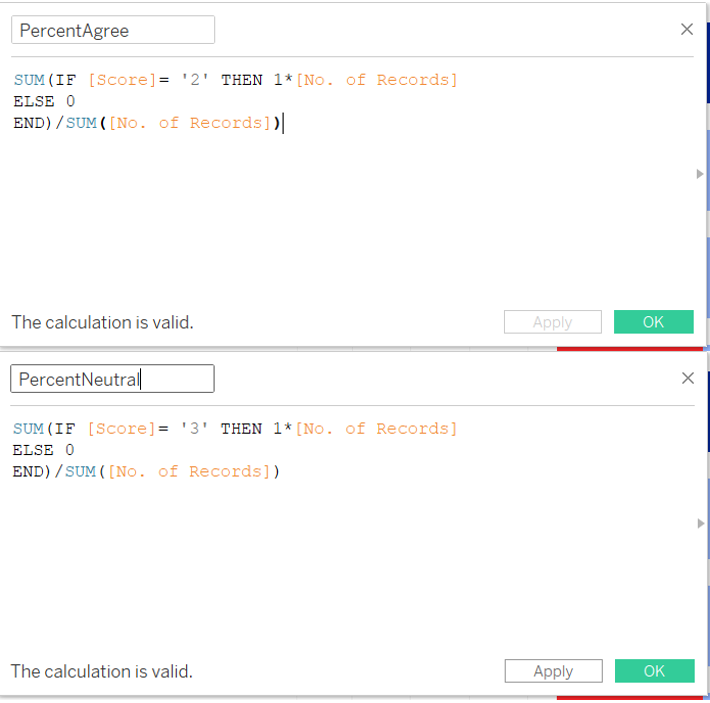 PercentAgree
SUM(IF [Score]= '2' THEN 1*[No. of Records]
ELSE 0
END)/SUM([No. of Records])
The calculation is valid.
Apply
OK
PercentNeutral
SUM(IF [Score]= '3' THEN 1*[No. of Records]
ELSE 0
END)/SUM([No. of Records])
The calculation is valid.
Apply
OK